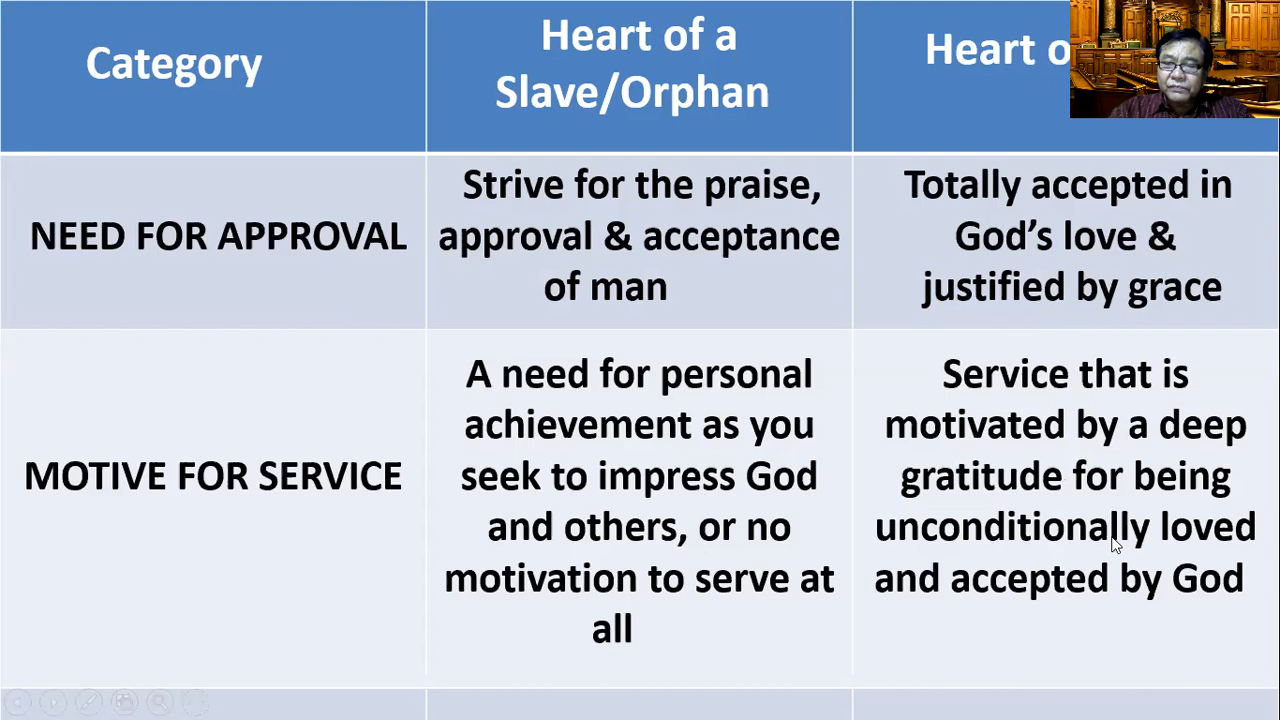 Category
Heart of a
Slave/Orphan
Heart o
NEED FOR APPROVAL
Strive for the praise,
approval & acceptance
of man
Totally accepted in
God’s love &
justified by grace
MOTIVE FOR SERVICE
A need for personal
achievement as you
seek to impress God
and others, or no
motivation to serve at
all
Service that is
motivated by a deep
gratitude for being
unconditionally loved
and accepted by God